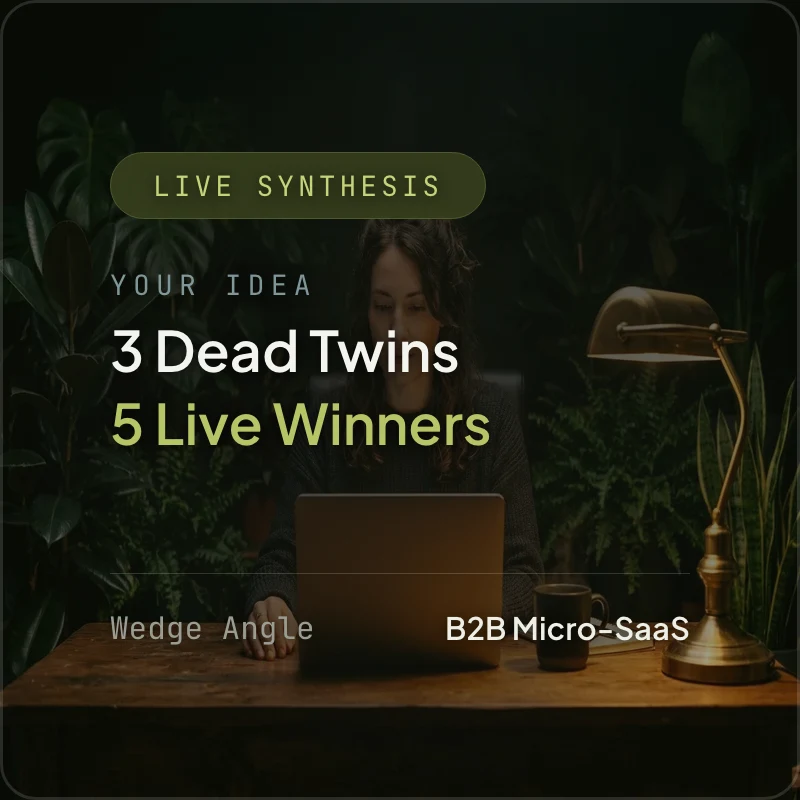 LIVE SYNTHESIS
YOUR IDEA
3 Dead Twins
5 Live Winners
Wedge Angle B2B Micro-SaaS